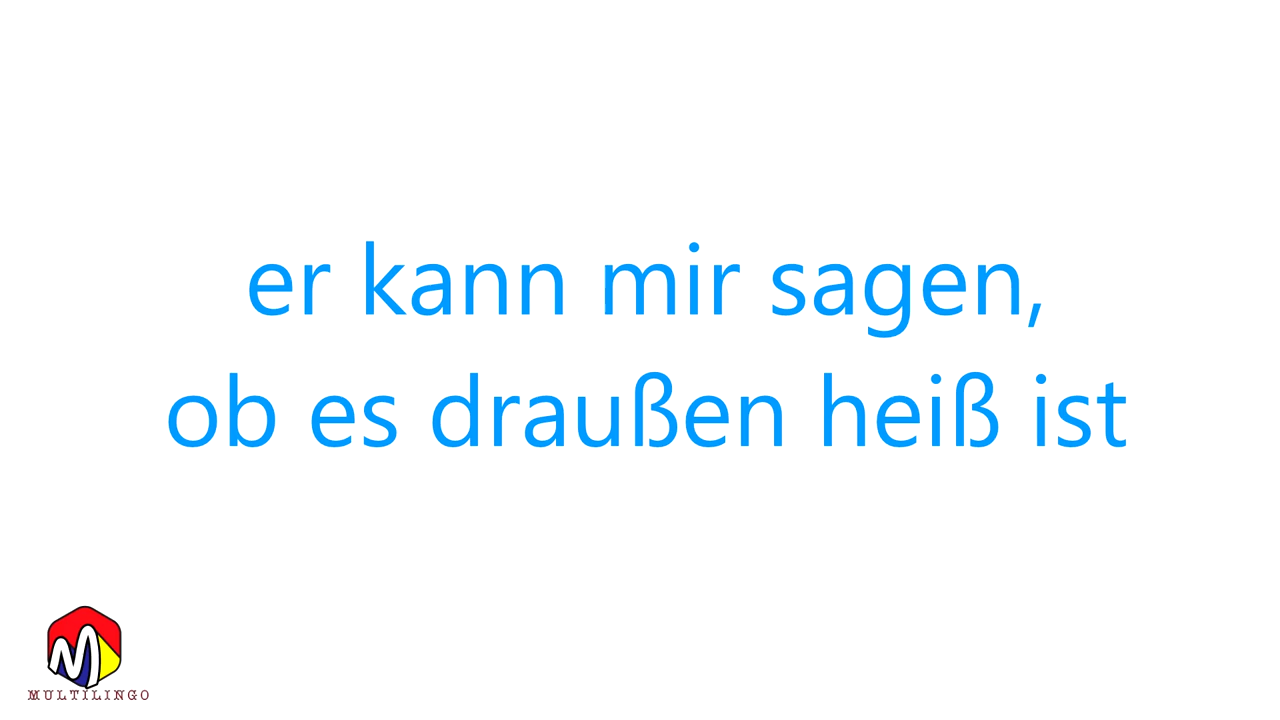 er kann mir sagen,
ob es draußen heiß ist
MULTILINGO